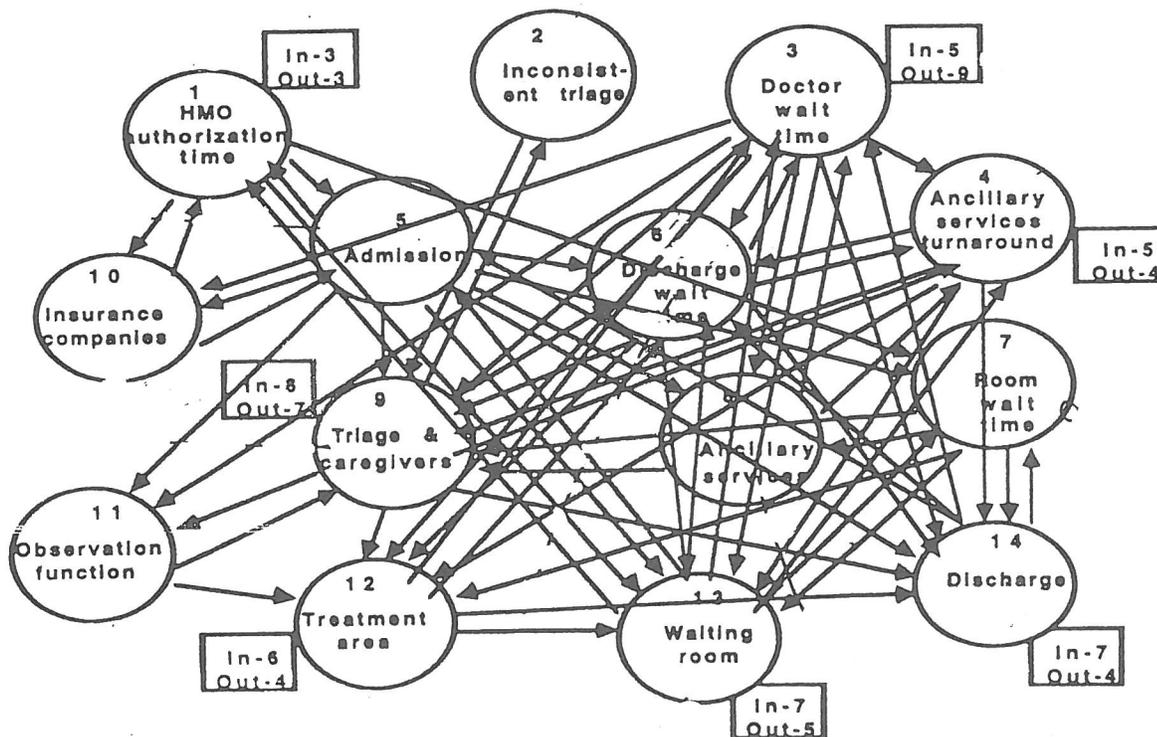 In-3
Out-3
1
HMO
authorization
time
2
Inconsist-
ent triage
3
Doctor
wait
time
In-5
Out-9
4
Ancillary
services
turnaround
In-5
Out-4
5
Admission
6
Discharge
wait
time
7
Room
wait
time
10
Insurance
companies
In-8
Out-7
9
Triage &
caregivers
Ancillary
services
11
Observation
function
12
Treatment
area
In-6
Out-4
13
Waiting
room
In-7
Out-5
14
Discharge
In-7
Out-4